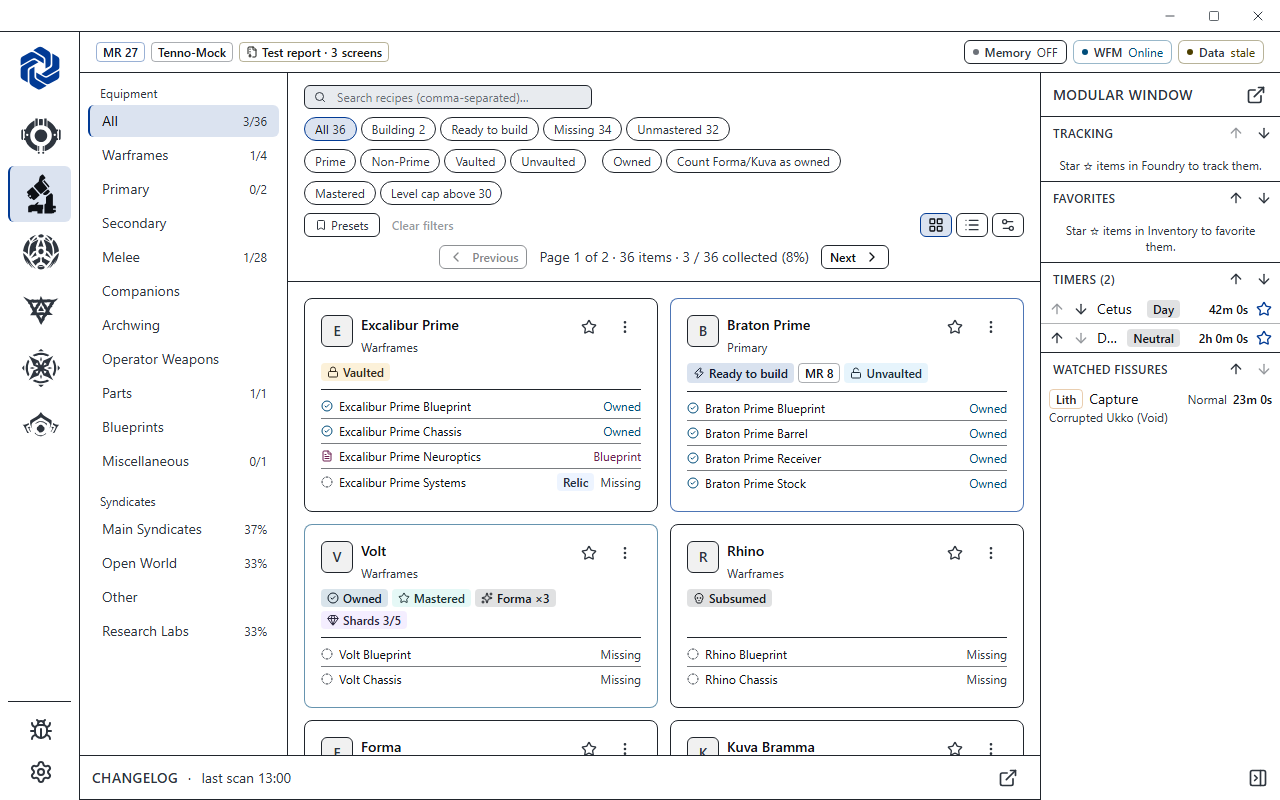 MR 27
Tenno-Mock
Test report · 3 screens
Memory OFF
WFM Online
Data stale
Equipment
All 3/36
Warframes 1/4
Primary 0/2
Secondary
Melee 1/28
Companions
Archwing
Operator Weapons
Parts 1/1
Blueprints
Miscellaneous 0/1
Syndicates
Main Syndicates 37%
Open World 33%
Other
Research Labs 33%
Search recipes (comma-separated)...
All 36 Building 2 Ready to build Missing 34 Unmastered 32
Prime Non-Prime Vaulted Unvaulted Owned Count Forma/Kuva as owned
Mastered Level cap above 30
Presets Clear filters
Previous Page 1 of 2 · 36 items · 3 / 36 collected (8%) Next
E Excalibur Prime
Warframes
Vaulted
Excalibur Prime Blueprint Owned
Excalibur Prime Chassis Owned
Excalibur Prime Neuroptics Blueprint
Excalibur Prime Systems Relic Missing
B Braton Prime
Primary
Ready to build MR 8 Unvaulted
Braton Prime Blueprint Owned
Braton Prime Barrel Owned
Braton Prime Receiver Owned
Braton Prime Stock Owned
V Volt
Warframes
Owned Mastered Forma ×3
Shards 3/5
Volt Blueprint Missing
Volt Chassis Missing
R Rhino
Warframes
Subsumed
Rhino Blueprint Missing
Rhino Chassis Missing
F Forma
K Kuva Bramma
CHANGELOG · last scan 13:00
MODULAR WINDOW
TRACKING
Star ☆ items in Foundry to track them.
FAVORITES
Star ☆ items in Inventory to favorite
them.
TIMERS (2)
Cetus Day 42m 0s
D... Neutral 2h 0m 0s
WATCHED FISSURES
Lith Capture Normal 23m 0s
Corrupted Ukko (Void)